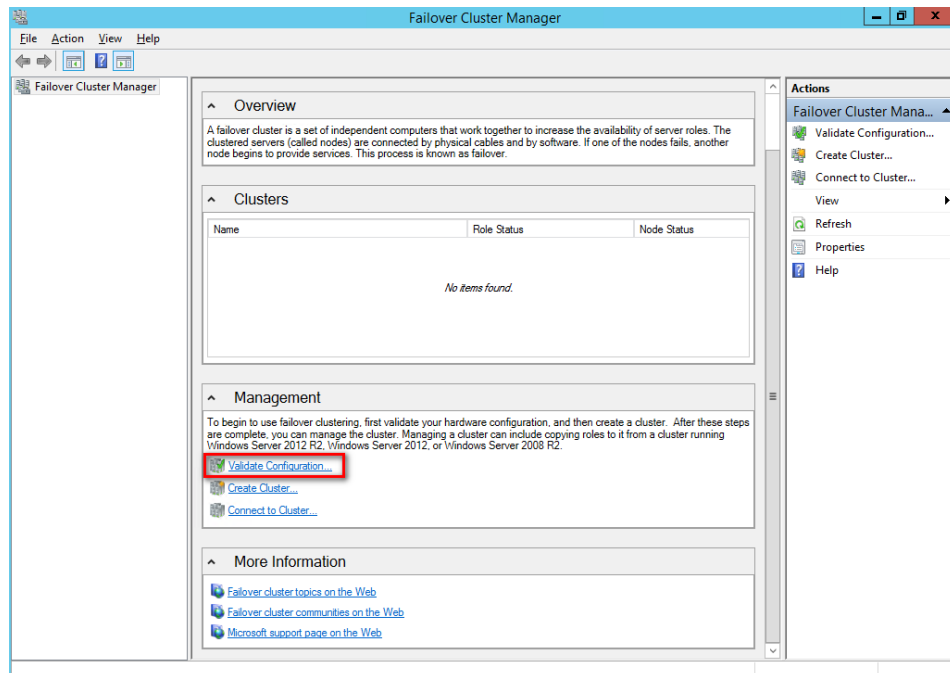 Failover Cluster Manager
File Action View Help
Failover Cluster Manager
Overview
A failover cluster is a set of independent computers that work together to increase the availability of server roles. The
clustered servers (called nodes) are connected by physical cables and by software. If one of the nodes fails, another
node begins to provide services. This process is known as failover.
Clusters
Name Role Status Node Status
No items found.
Management
To begin to use failover clustering, first validate your hardware configuration, and then create a cluster. After these steps
are complete, you can manage the cluster. Managing a cluster can include copying roles to it from a cluster running
Windows Server 2012 R2, Windows Server 2012, or Windows Server 2008 R2.
Validate Configuration...
Create Cluster...
Connect to Cluster...
More Information
Failover cluster topics on the Web
Failover cluster communities on the Web
Microsoft support page on the Web
Actions
Failover Cluster Mana...
Validate Configuration...
Create Cluster...
Connect to Cluster...
View
Refresh
Properties
Help